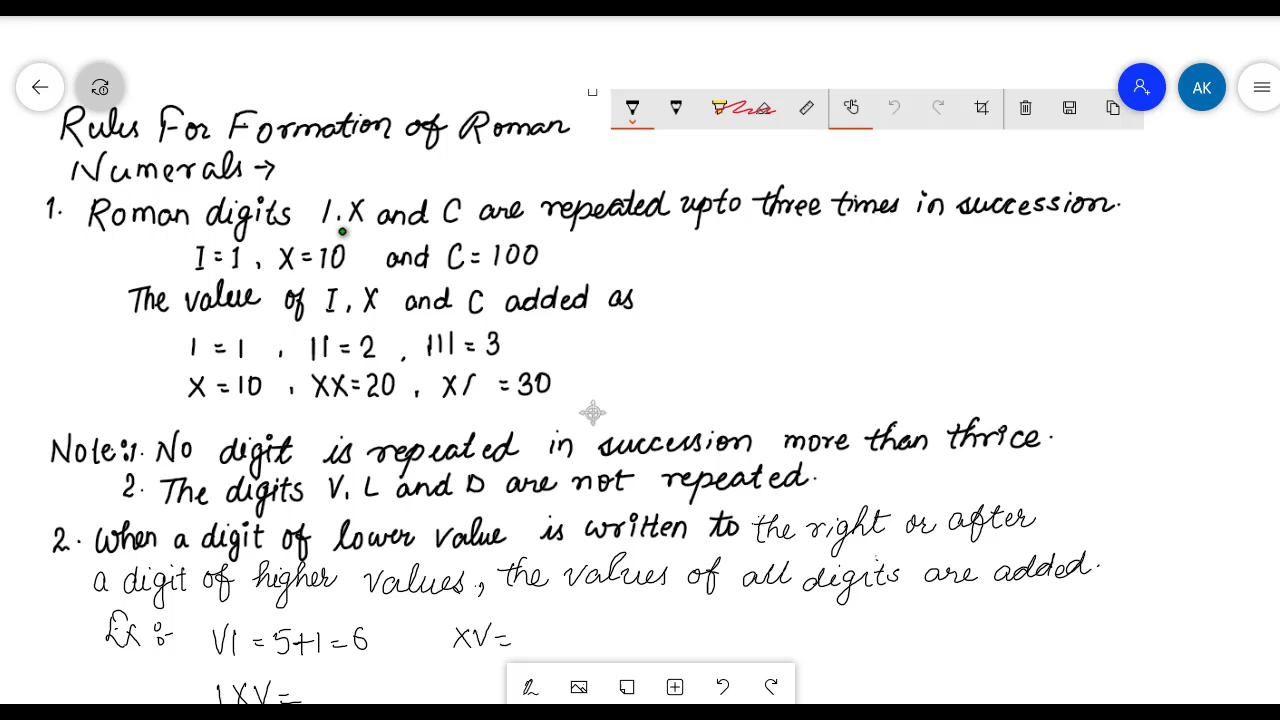 AK
Rules For Formation of Roman
Numerals →
1. Roman digits I, X and C are repeated upto three times in succession.
I = 1, X = 10 and C = 100
The value of I, X and C added as
I = 1, II = 2, III = 3
X = 10, XX = 20, X/ = 30
Note:1. No digit is repeated in succession more than thrice.
2. The digits V, L and D are not repeated.
2. When a digit of lower value is written to the right or after
a digit of higher values, the values of all digits are added.
Ex :- VI = 5+1 = 6 XV =